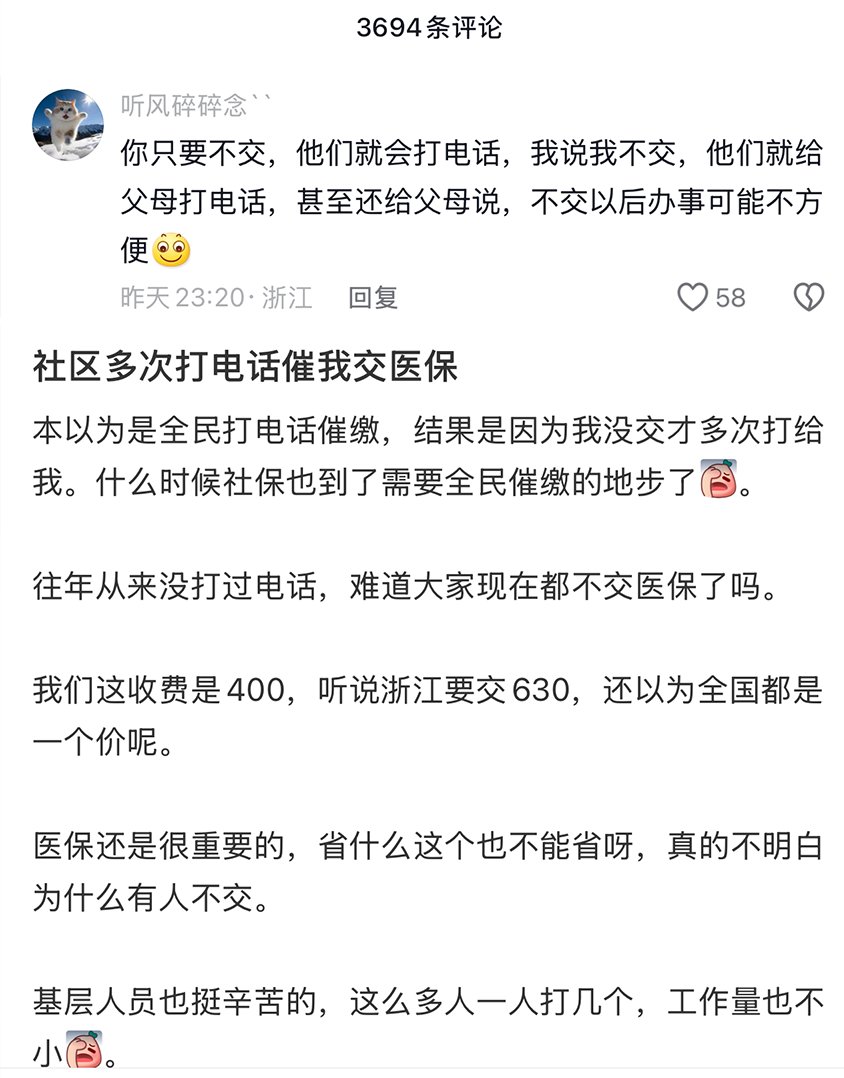 3694条评论
听风碎碎念``
你只要不交，他们就会打电话，我说我不交，他们就给
父母打电话，甚至还给父母说，不交以后办事可能不方
便
昨天 23:20 · 浙江 回复 58
社区多次打电话催我交医保
本以为是全民打电话催缴，结果是因为我没交才多次打给
我。什么时候社保也到了需要全民催缴的地步了。
往年从来没打过电话，难道大家现在都不交医保了吗。
我们这收费是400，听说浙江要交630，还以为全国都是
一个价呢。
医保还是很重要的，省什么这个也不能省呀，真的不明白
为什么有人不交。
基层人员也挺辛苦的，这么多人一人打几个，工作量也不
小。